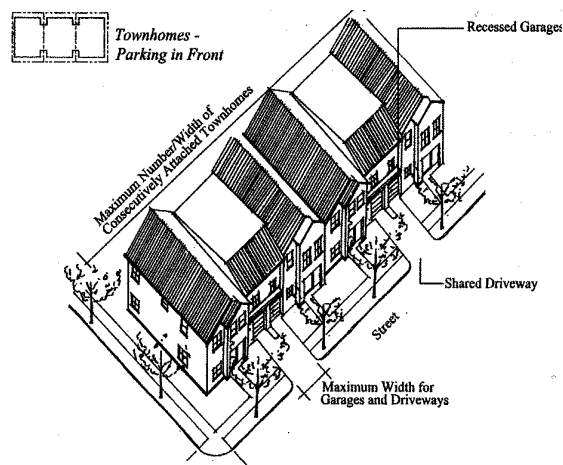 Townhomes -
Parking in Front
Recessed Garages
Maximum Number/Width of
Consecutively Attached Townhomes
Shared Driveway
Street
Maximum Width for
Garages and Driveways